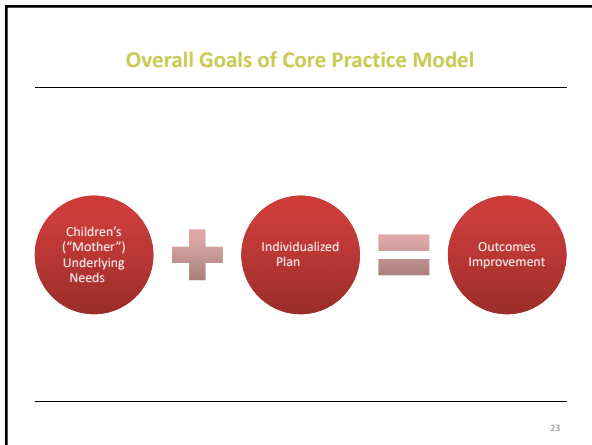 Overall Goals of Core Practice Model
Children's
("Mother")
Underlying
Needs
Individualized
Plan
Outcomes
Improvement
23